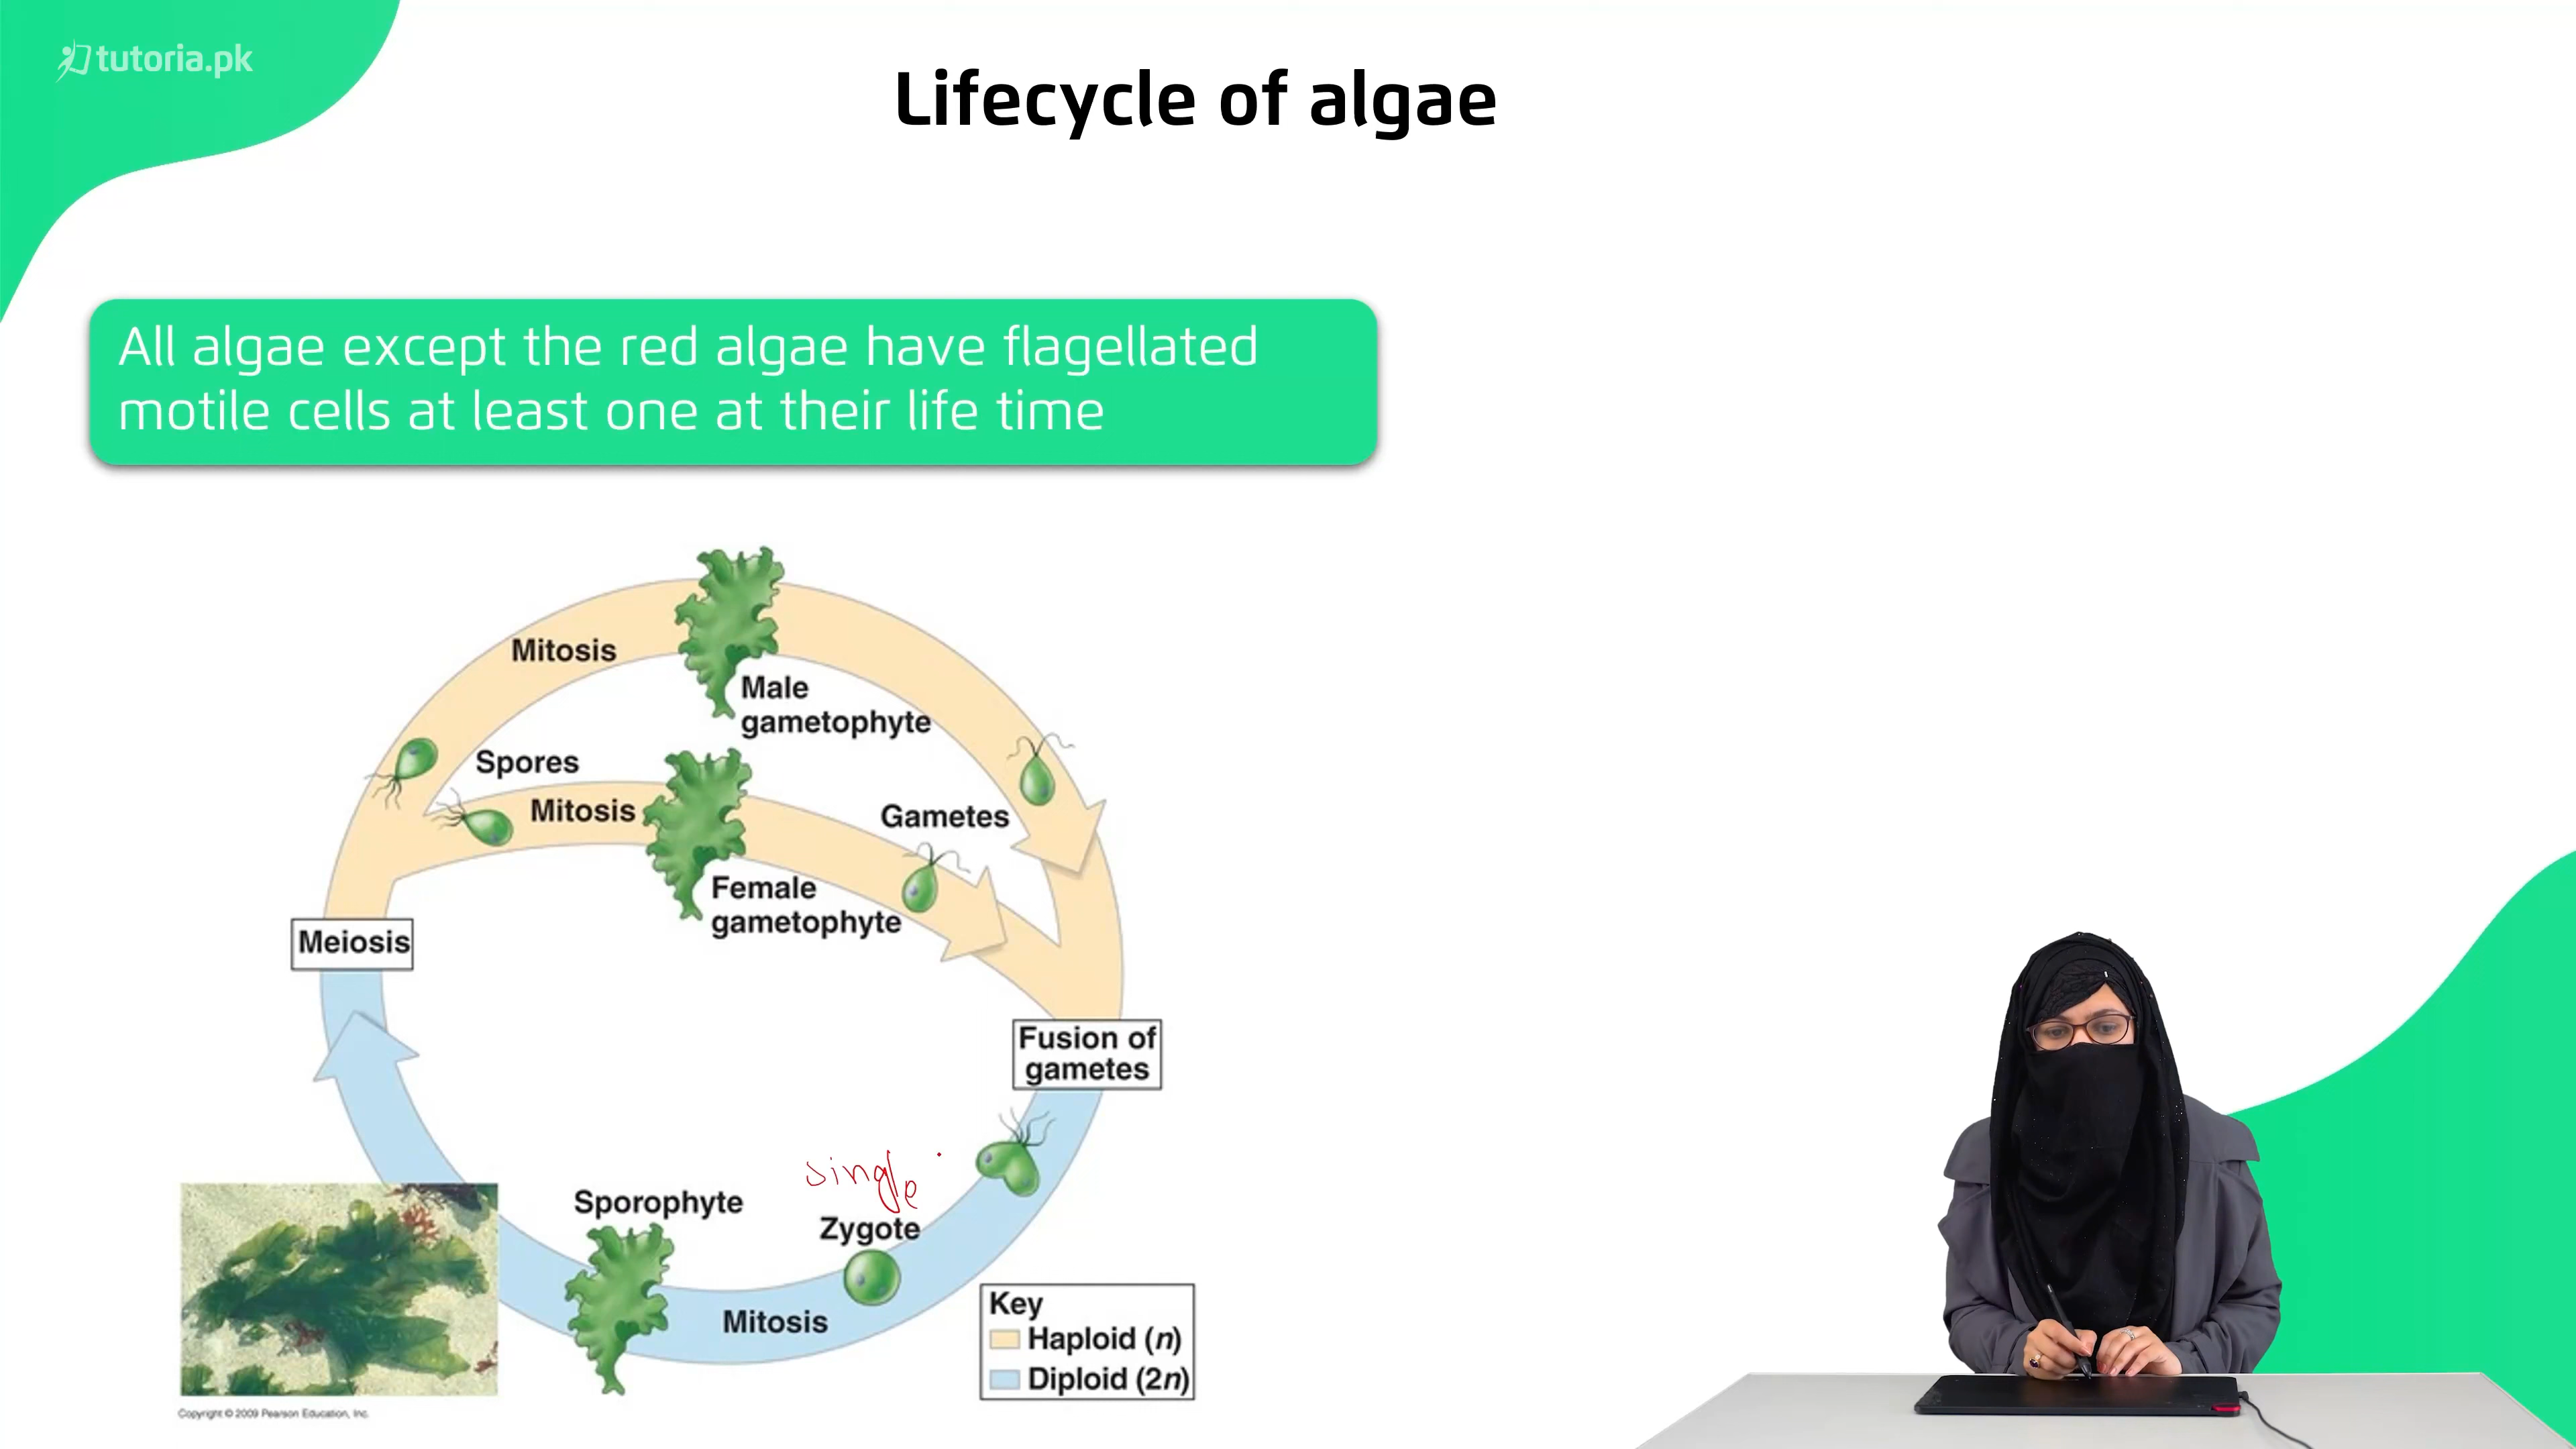 tutoria.pk
Lifecycle of algae
All algae except the red algae have flagellated
motile cells at least one at their life time
Mitosis
Male
gametophyte
Spores
Mitosis
Gametes
Female
gametophyte
Meiosis
Fusion of
gametes
single
Sporophyte
Zygote
Mitosis
Key
Haploid (n)
Diploid (2n)
Copyright © 2009 Pearson Education, Inc.